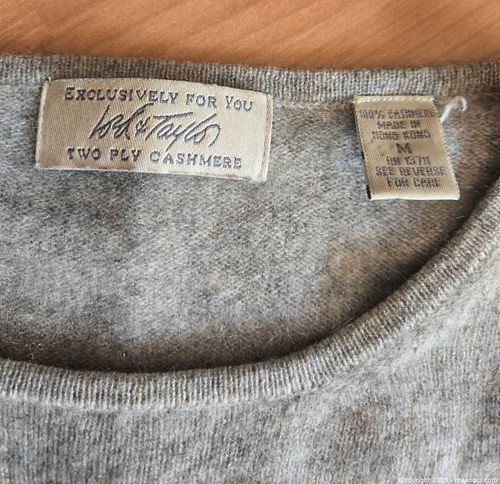 EXCLUSIVELY FOR YOU
Lord & Taylor
TWO PLY CASHMERE
100% CASHMERE
MADE IN
HONG KONG
M
RN 13711
SEE REVERSE
FOR CARE